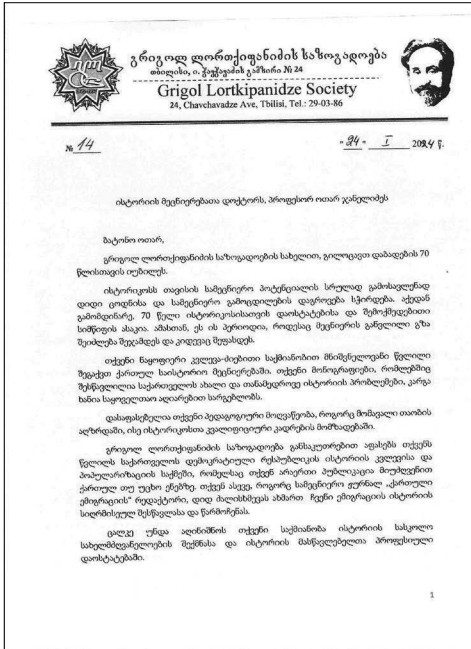 გრიგოლ ლორთქიფანიძის საზოგადოება
თბილისი, ი. ჭავჭავაძის გამზირი № 24
Grigol Lortkipanidze Society
24, Chavchavadze Ave, Tbilisi, Tel.: 29-03-86
№ 14
"24" I 2024 წ.
ისტორიის მეცნიერებათა დოქტორს, პროფესორ ოთარ ჯანელიძეს
ბატონო ოთარ,
გრიგოლ ლორთქიფანიძის საზოგადოების სახელით, გილოცავთ დაბადების 70
წლისთავის იუბილეს.
ისტორიკოსს თავისის სამეცნიერო პოტენციალის სრულად გამოსავლენად
დიდი ცოდნისა და სამეცნიერო გამოცდილების დაგროვება სჭირდება. აქედან
გამომდინარე, 70 წელი ისტორიკოსისათვის დაოსტატებისა და შემოქმედებითი
სიმწიფის ასაკია. ამასთან, ეს ის პერიოდია, როდესაც მეცნიერის განვლილი გზა
შეიძლება შეჯამდეს და კიდევაც შეფასდეს.
თქვენი ნაყოფიერი კვლევა-ძიებითი საქმიანობით მნიშვნელოვანი წვლილი
შეგაქვთ ქართულ საისტორიო მეცნიერებაში. თქვენი მონოგრაფიები, რომლებშიც
შესწავლილია საქართველოს ახალი და თანამედროვე ისტორიის პრობლემები, კარგა
ხანია საყოველთაო აღიარებით სარგებლობს.
დასაფასებელია თქვენი პედაგოგიური მოღვაწეობა, როგორც მომავალი თაობის
აღზრდაში, ისე ისტორიკოსთა კვალიფიციური კადრების მომზადებაში.
გრიგოლ ლორთქიფანიძის საზოგადოება განსაკუთრებით აფასებს თქვენს
წვლილს საქართველოს დემოკრატიული რესპუბლიკის ისტორიის კვლევისა და
პოპულარიზაციის საქმეში, რომელსაც თქვენ არაერთი პუბლიკაცია მიუძღვენით
ქართულ თუ უცხო ენებზე. თქვენ ასევე, როგორც სამეცნიერო ჟურნალ „ქართული
ემიგრაციის" რედაქტორი, დიდ ძალისხმევას ახმართ ჩვენი ემიგრაციის ისტორიის
სიღრმისეულ შესწავლასა და წარმოჩენას.
ცალკე უნდა აღინიშნოს თქვენი საქმიანობა ისტორიის სასკოლო
სახელმძღვანელოების შექმნასა და ისტორიის მასწავლებელთა პროფესიული
დაოსტატებაში.
1